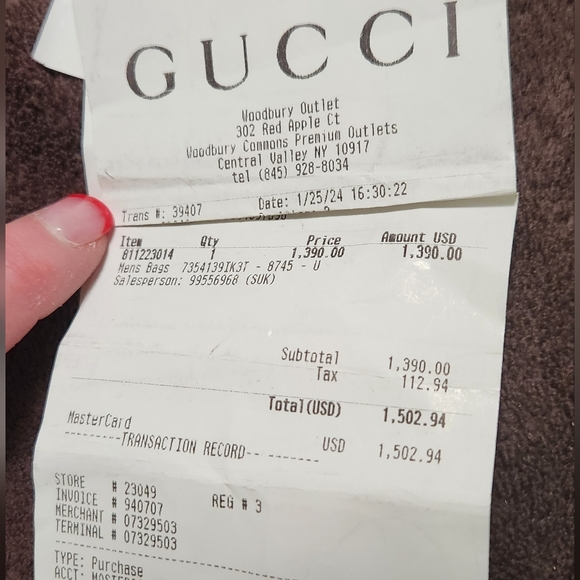 GUCCI
Woodbury Outlet
302 Red Apple Ct
Woodbury Commons Premium Outlets
Central Valley NY 10917
tel (845) 928-8034
Trans #: 39407 Date: 1/25/24 16:30:22
Item Qty Price Amount USD
811223014 1 1,390.00 1,390.00
Mens Bags 7354139IK3T - 8745 - U
Salesperson: 99556968 (SUK)
Subtotal 1,390.00
Tax 112.94
Total(USD) 1,502.94
MasterCard USD 1,502.94
--------TRANSACTION RECORD-- -------
STORE # 23049
INVOICE # 940707 REG # 3
MERCHANT # 07329503
TERMINAL # 07329503
TYPE: Purchase
ACCT: